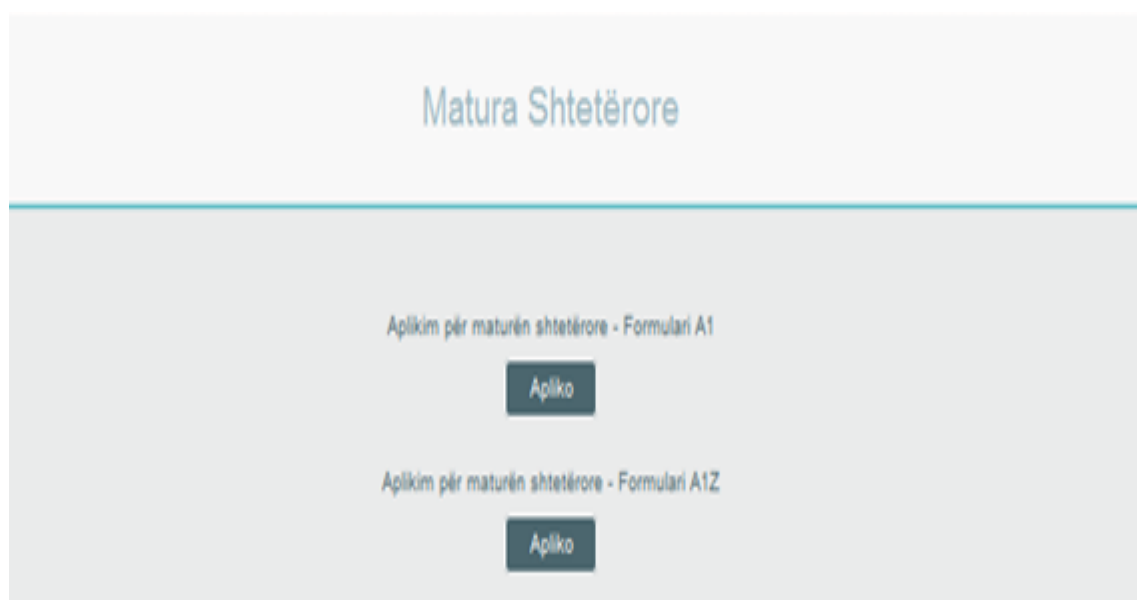 Matura Shtetërore
Aplikim për maturën shtetërore - Formulari A1
Apliko
Aplikim për maturën shtetërore - Formulari A1Z
Apliko